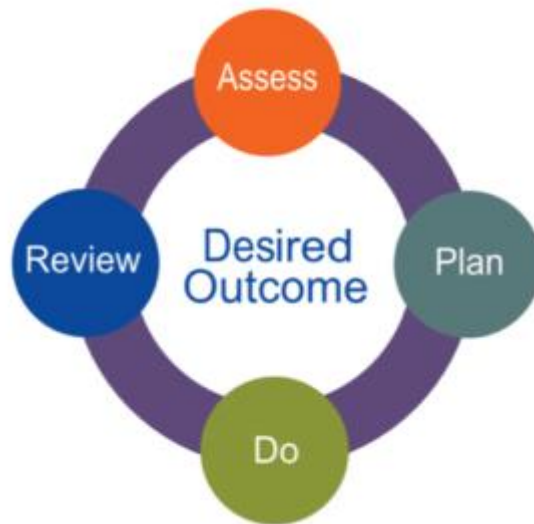 Assess
Review
Desired
Outcome
Plan
Do